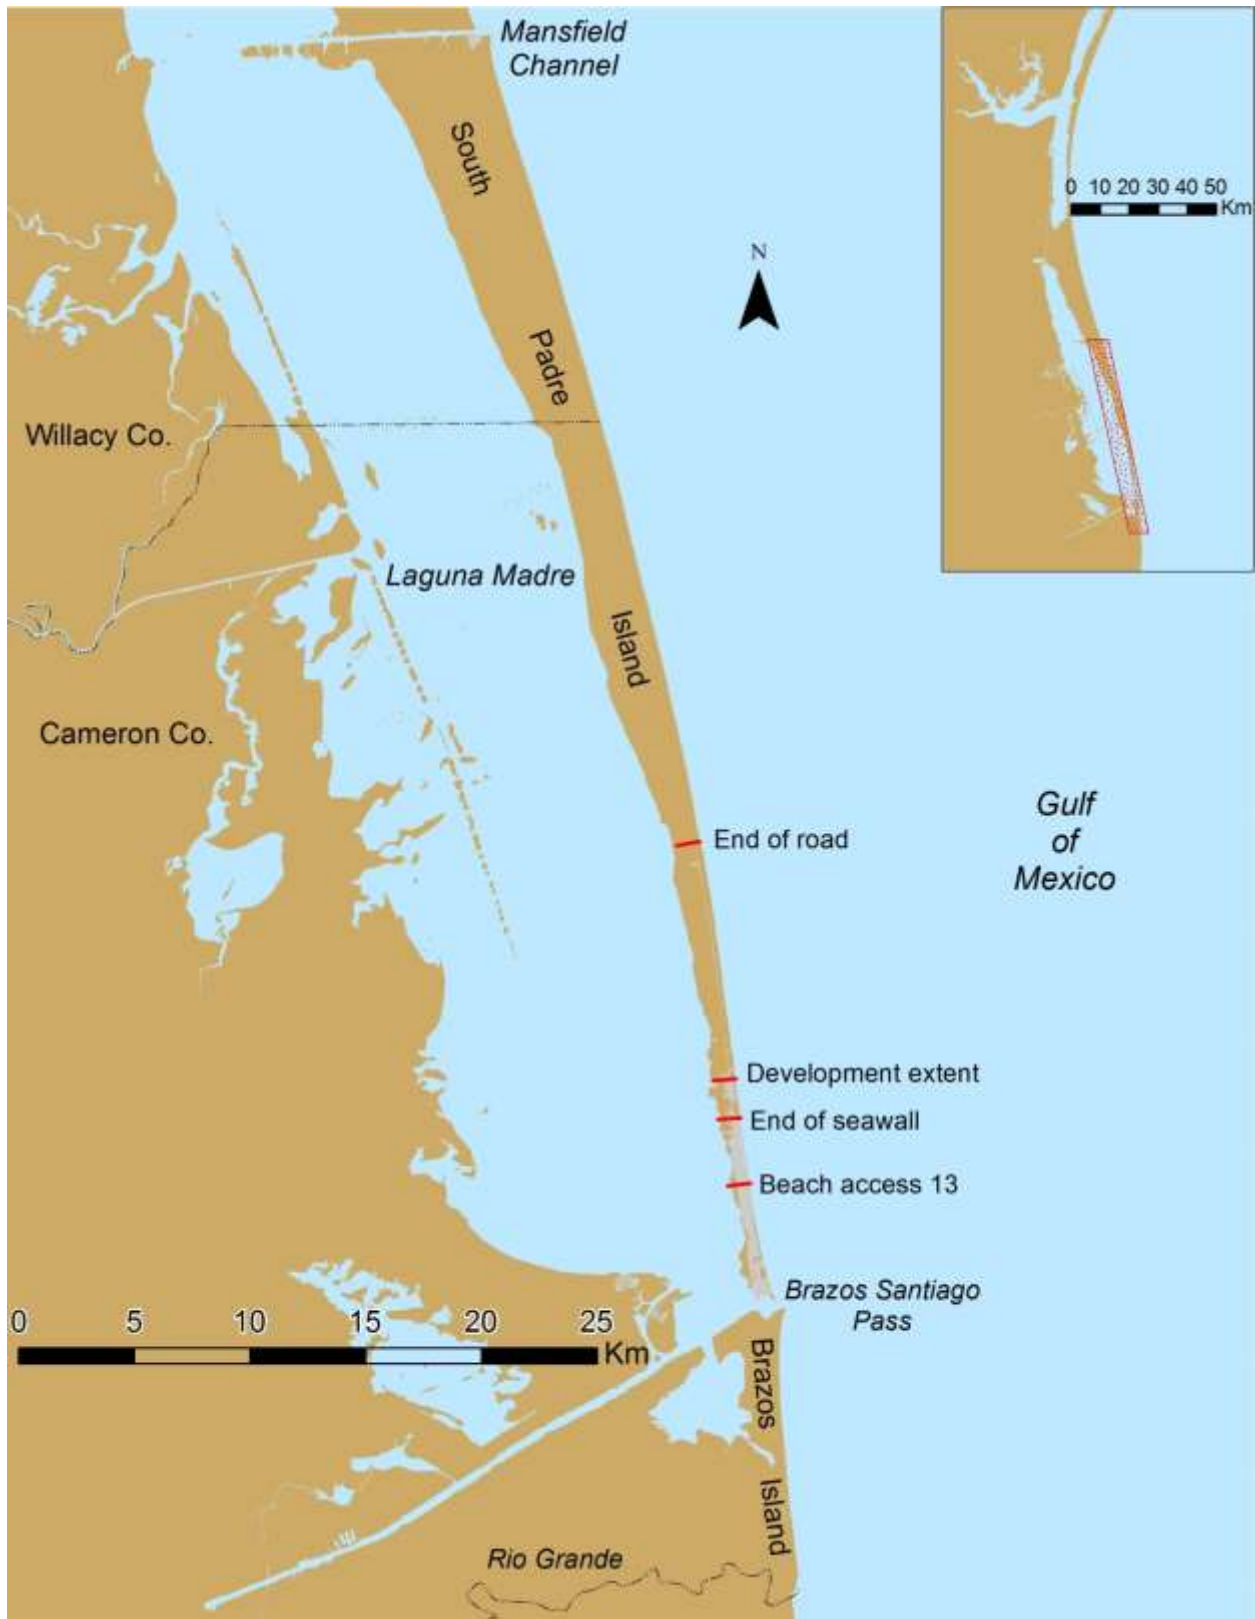 Mansfield
Channel
South
Padre
Island
N
0 10 20 30 40 50
Km
Willacy Co.
Laguna Madre
Cameron Co.
End of road
Gulf
of
Mexico
Development extent
End of seawall
Beach access 13
Brazos Santiago
Pass
0 5 10 15 20 25
Km
Brazos
Island
Rio Grande